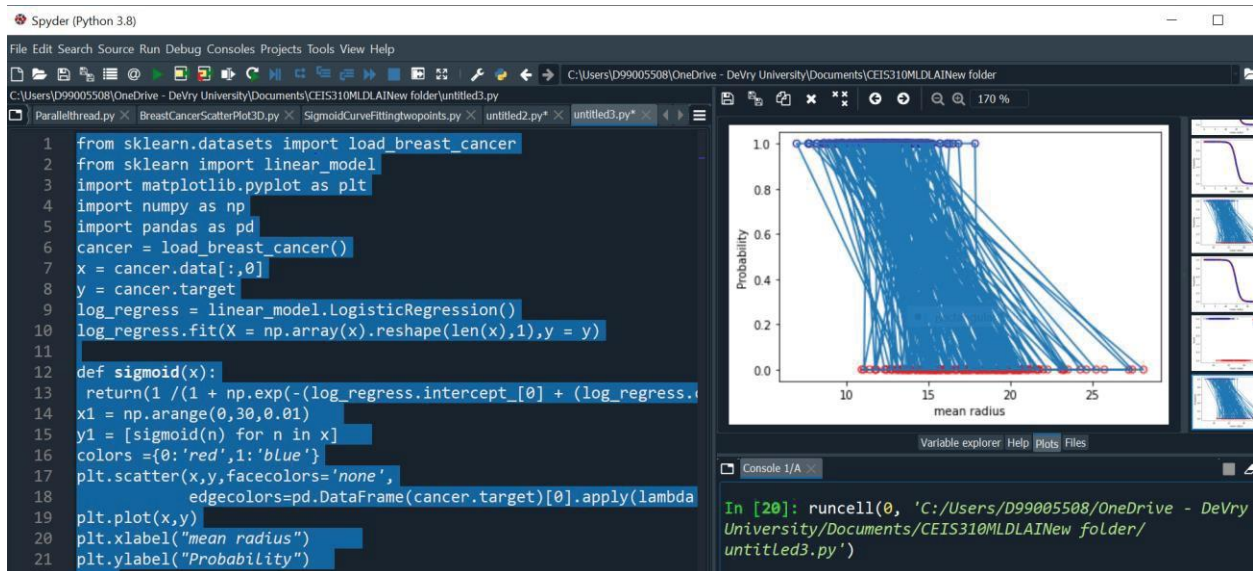 Spyder (Python 3.8)
File Edit Search Source Run Debug Consoles Projects Tools View Help
C:\Users\D99005508\OneDrive - DeVry University\Documents\CEIS310MLDLAINew folder
C:\Users\D99005508\OneDrive - DeVry University\Documents\CEIS310MLDLAINew folder\untitled3.py
Parallelthread.py BreastCancerScatterPlot3D.py SigmoidCurveFittingtwopoints.py untitled2.py* untitled3.py*
1 from sklearn.datasets import load_breast_cancer
2 from sklearn import linear_model
3 import matplotlib.pyplot as plt
4 import numpy as np
5 import pandas as pd
6 cancer = load_breast_cancer()
7 x = cancer.data[:,0]
8 y = cancer.target
9 log_regress = linear_model.LogisticRegression()
10 log_regress.fit(X = np.array(x).reshape(len(x),1),y = y)
11
12 def sigmoid(x):
13 return(1 /(1 + np.exp(-(log_regress.intercept_[0] + (log_regress.
14 x1 = np.arange(0,30,0.01)
15 y1 = [sigmoid(n) for n in x]
16 colors ={0:'red',1:'blue'}
17 plt.scatter(x,y,facecolors='none',
18 edgecolors=pd.DataFrame(cancer.target)[0].apply(lambda
19 plt.plot(x,y)
20 plt.xlabel("mean radius")
21 plt.ylabel("Probability")
170 %
1.0
0.8
0.6
0.4
0.2
0.0
Probability
10 15 20 25
mean radius
Variable explorer Help Plots Files
Console 1/A
In [20]: runcell(0, 'C:/Users/D99005508/OneDrive - DeVry
University/Documents/CEIS310MLDLAINew folder/
untitled3.py')